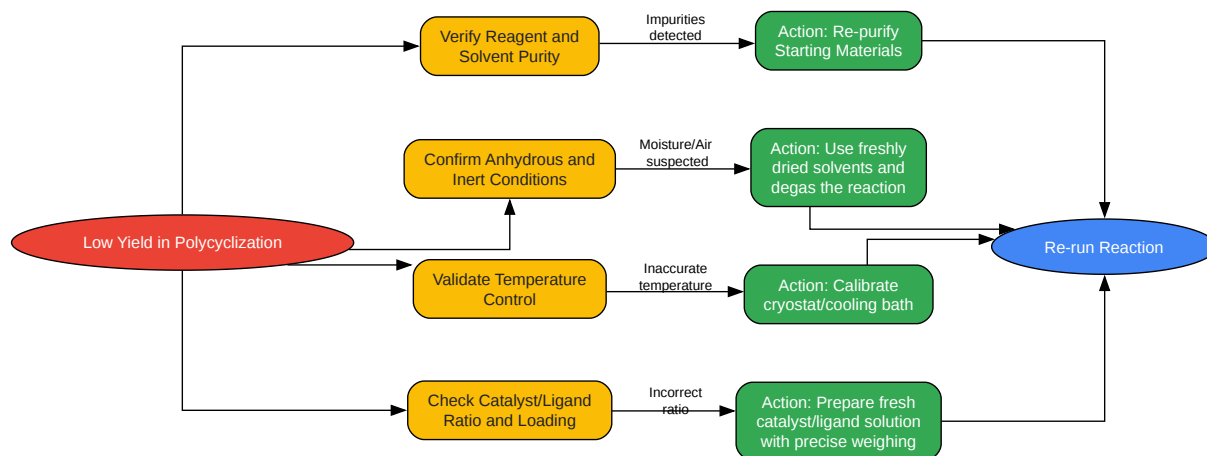 Verify Reagent and
Solvent Purity
Impurities
detected
Action: Re-purify
Starting Materials
Confirm Anhydrous and
Inert Conditions
Moisture/Air
suspected
Action: Use freshly
dried solvents and
degas the reaction
Low Yield in Polycyclization
Re-run Reaction
Validate Temperature
Control
Inaccurate
temperature
Action: Calibrate
cryostat/cooling bath
Check Catalyst/Ligand
Ratio and Loading
Incorrect
ratio
Action: Prepare fresh
catalyst/ligand solution
with precise weighing